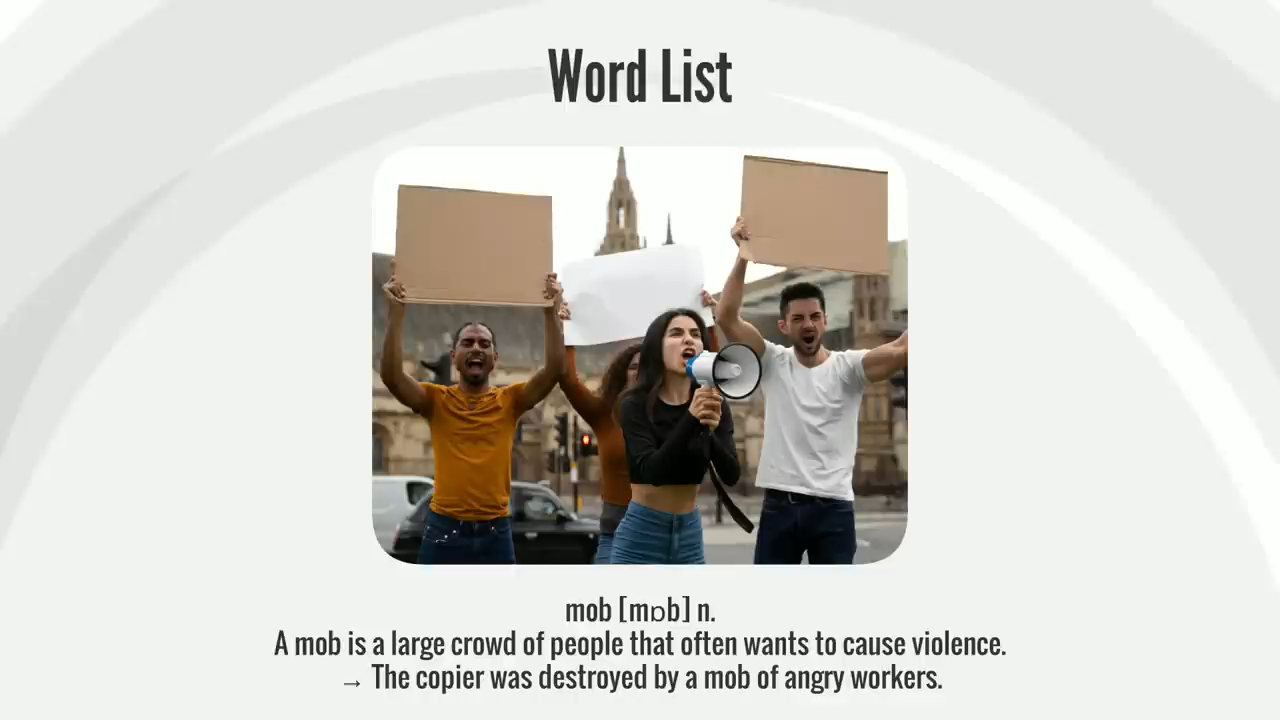 Word List
mob [mɒb] n.
A mob is a large crowd of people that often wants to cause violence.
→ The copier was destroyed by a mob of angry workers.